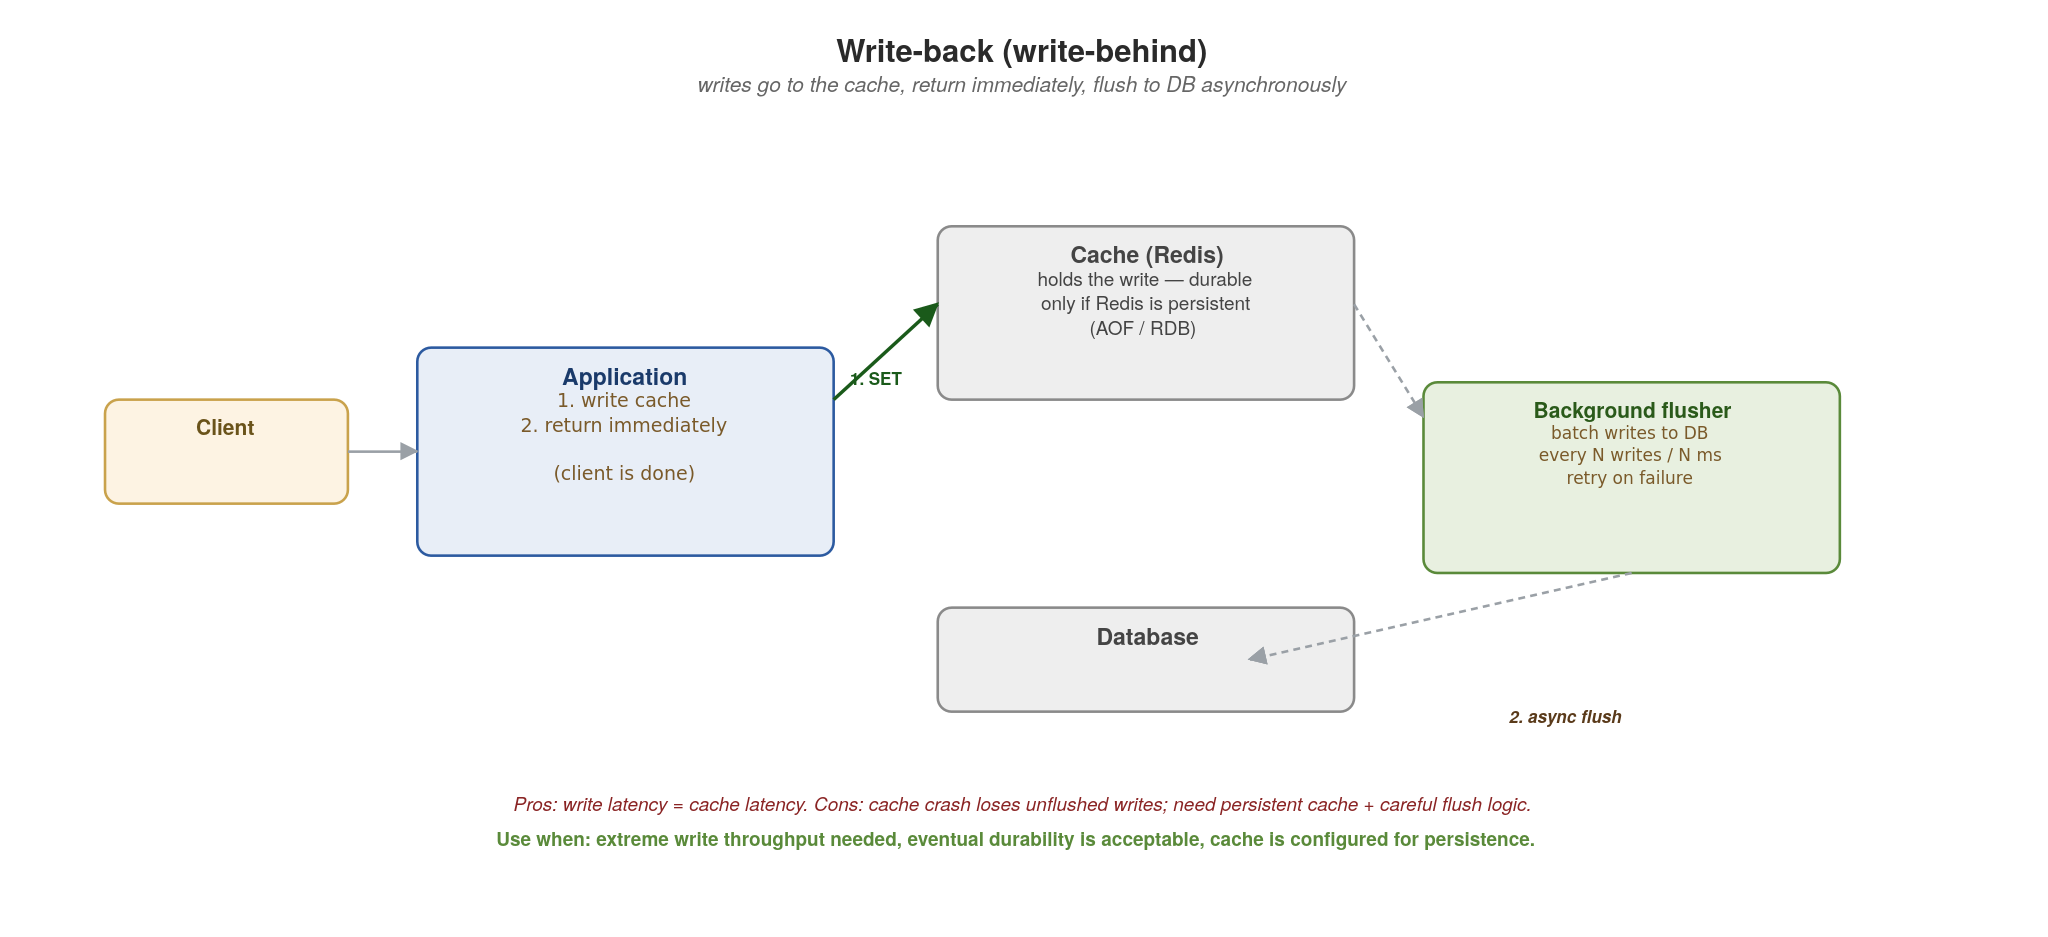 Write-back (write-behind)
writes go to the cache, return immediately, flush to DB asynchronously
Cache (Redis)
holds the write — durable
only if Redis is persistent
(AOF / RDB)
Application
1. write cache
2. return immediately
(client is done)
1. SET
Client
Background flusher
batch writes to DB
every N writes / N ms
retry on failure
Database
2. async flush
Pros: write latency = cache latency. Cons: cache crash loses unflushed writes; need persistent cache + careful flush logic.
Use when: extreme write throughput needed, eventual durability is acceptable, cache is configured for persistence.